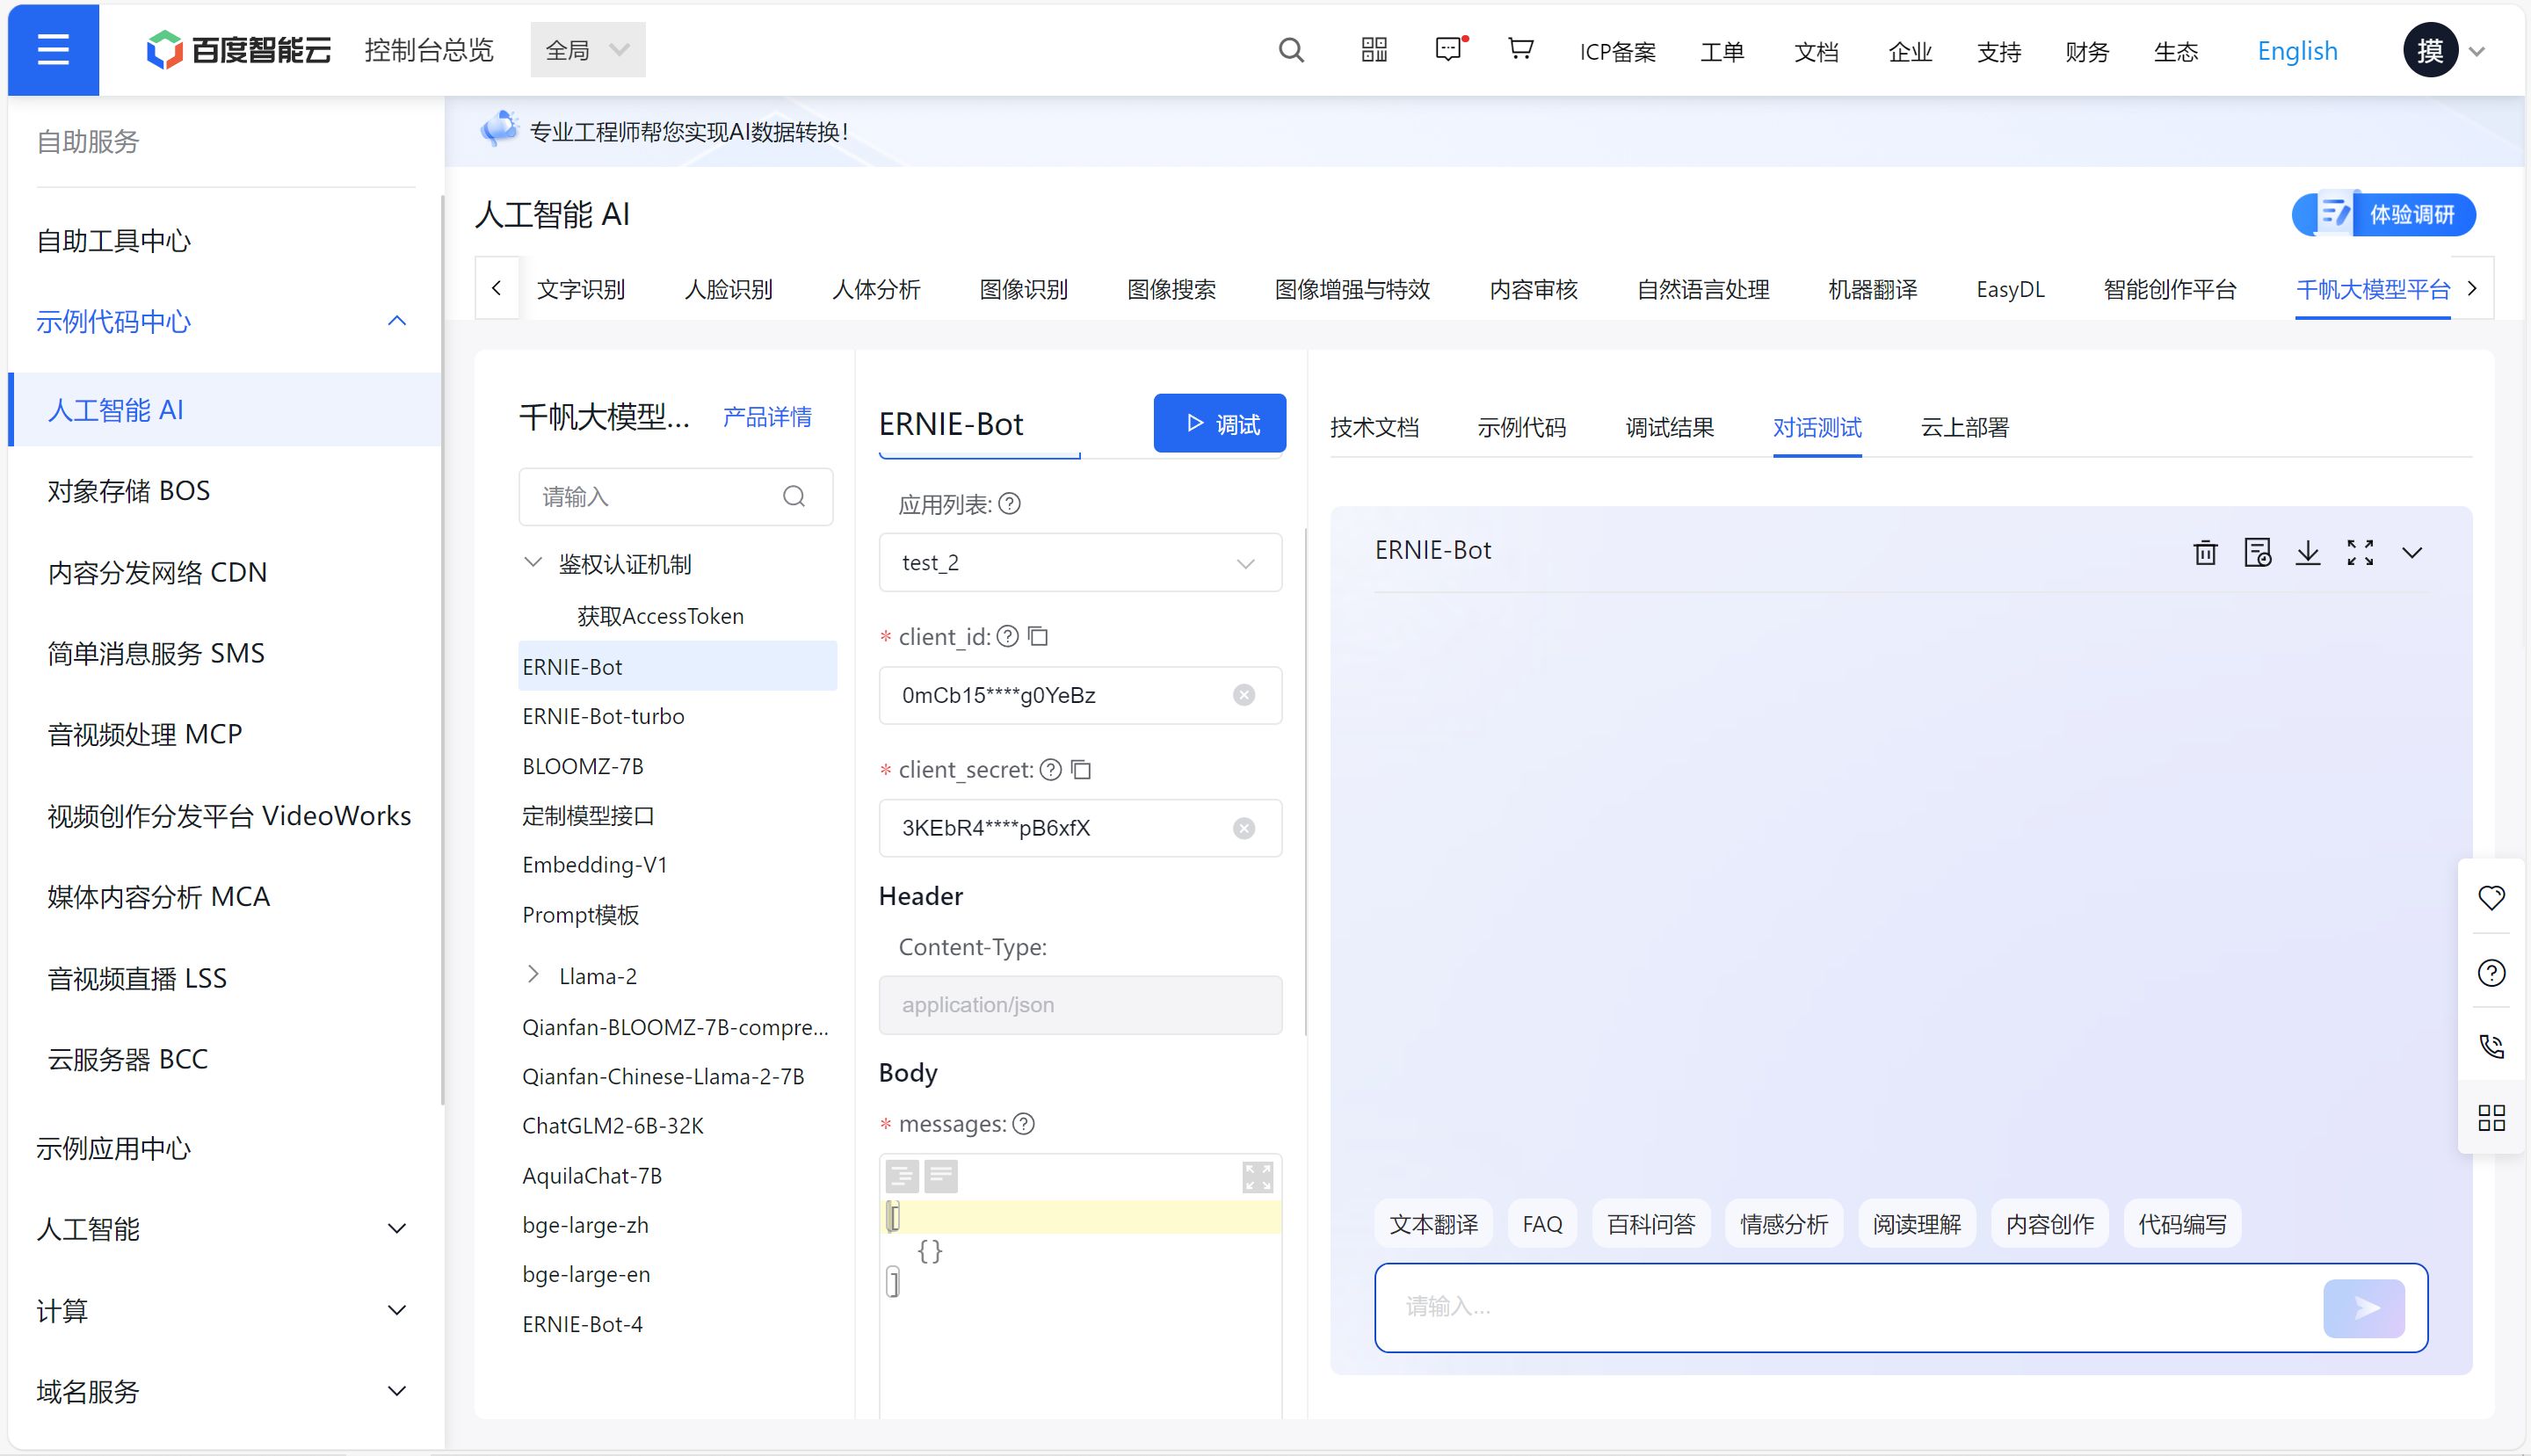 百度智能云
控制台总览
全局
ICP备案
工单
文档
企业
支持
财务
生态
English
摸
自助服务
自助工具中心
示例代码中心
人工智能 AI
对象存储 BOS
内容分发网络 CDN
简单消息服务 SMS
音视频处理 MCP
视频创作分发平台 VideoWorks
媒体内容分析 MCA
音视频直播 LSS
云服务器 BCC
示例应用中心
人工智能
计算
域名服务
专业工程师帮您实现AI数据转换！
人工智能 AI
体验调研
文字识别
人脸识别
人体分析
图像识别
图像搜索
图像增强与特效
内容审核
自然语言处理
机器翻译
EasyDL
智能创作平台
千帆大模型平台
千帆大模型...
产品详情
请输入
鉴权认证机制
获取AccessToken
ERNIE-Bot
ERNIE-Bot-turbo
BLOOMZ-7B
定制模型接口
Embedding-V1
Prompt模板
Llama-2
Qianfan-BLOOMZ-7B-compre...
Qianfan-Chinese-Llama-2-7B
ChatGLM2-6B-32K
AquilaChat-7B
bge-large-zh
bge-large-en
ERNIE-Bot-4
ERNIE-Bot
调试
应用列表:
test_2
* client_id:
0mCb15****g0YeBz
* client_secret:
3KEbR4****pB6xfX
Header
Content-Type:
application/json
Body
* messages:
[
{}
]
技术文档
示例代码
调试结果
对话测试
云上部署
ERNIE-Bot
文本翻译
FAQ
百科问答
情感分析
阅读理解
内容创作
代码编写
请输入...